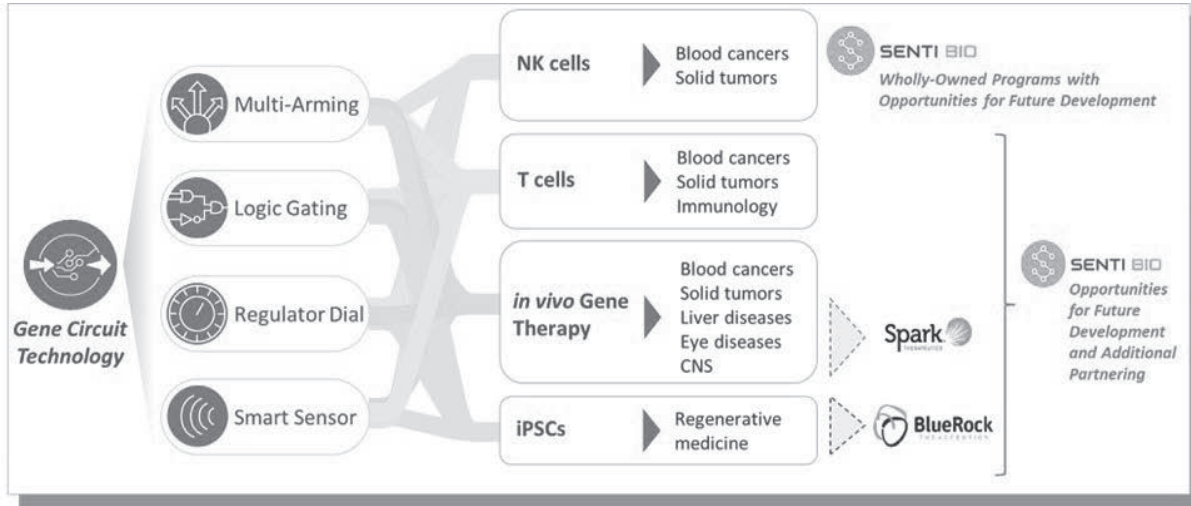 Gene Circuit
Technology
Multi-Arming
Logic Gating
Regulator Dial
Smart Sensor
NK cells
Blood cancers
Solid tumors
T cells
Blood cancers
Solid tumors
Immunology
in vivo Gene
Therapy
Blood cancers
Solid tumors
Liver diseases
Eye diseases
CNS
iPSCs
Regenerative
medicine
SENTI BIO
Wholly-Owned Programs with
Opportunities for Future Development
Spark
THERAPEUTICS
BlueRock
SENTI BIO
Opportunities
for Future
Development
and Additional
Partnering